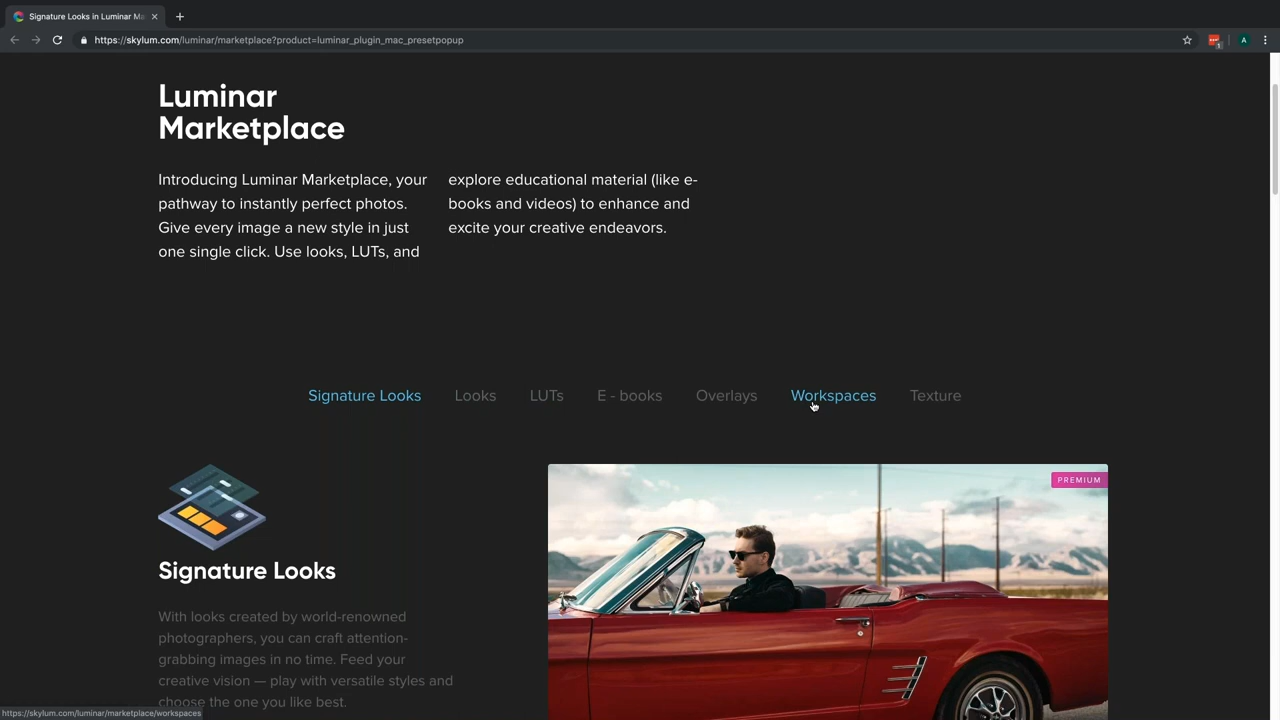 Signature Looks in Luminar Ma
https://skylum.com/luminar/marketplace?product=luminar_plugin_mac_presetpopup
1
A
Luminar
Marketplace
Introducing Luminar Marketplace, your
pathway to instantly perfect photos.
Give every image a new style in just
one single click. Use looks, LUTs, and
explore educational material (like e-
books and videos) to enhance and
excite your creative endeavors.
Signature Looks Looks LUTs E - books Overlays Workspaces Texture
PREMIUM
Signature Looks
With looks created by world-renowned
photographers, you can craft attention-
grabbing images in no time. Feed your
creative vision — play with versatile styles and
choose the one you like best.
https://skylum.com/luminar/marketplace/workspaces